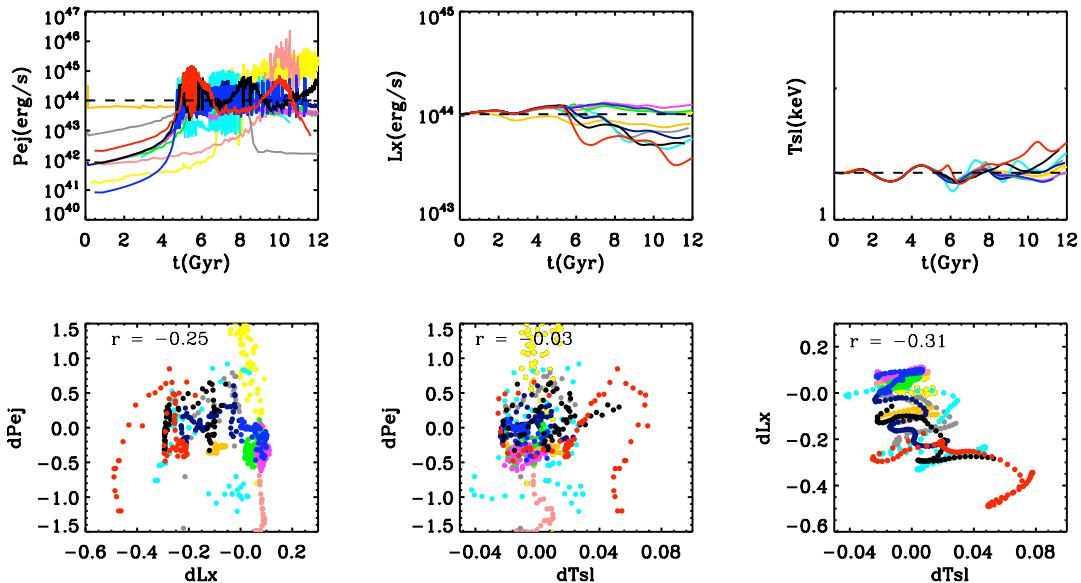 10^47
10^46
10^45
10^44
10^43
10^42
10^41
10^40
Pej(erg/s)
0 2 4 6 8 10 12
t(Gyr)
10^45
10^44
10^43
Lx(erg/s)
0 2 4 6 8 10 12
t(Gyr)
Tsl(keV)
1
0 2 4 6 8 10 12
t(Gyr)
r = -0.25
1.5
1.0
0.5
0.0
-0.5
-1.0
-1.5
dPej
-0.6 -0.4 -0.2 0.0 0.2
dLx
r = -0.03
1.5
1.0
0.5
0.0
-0.5
-1.0
-1.5
dPej
-0.04 0.00 0.04 0.08
dTsl
r = -0.31
0.2
-0.0
-0.2
-0.4
-0.6
dLx
-0.04 0.00 0.04 0.08
dTsl